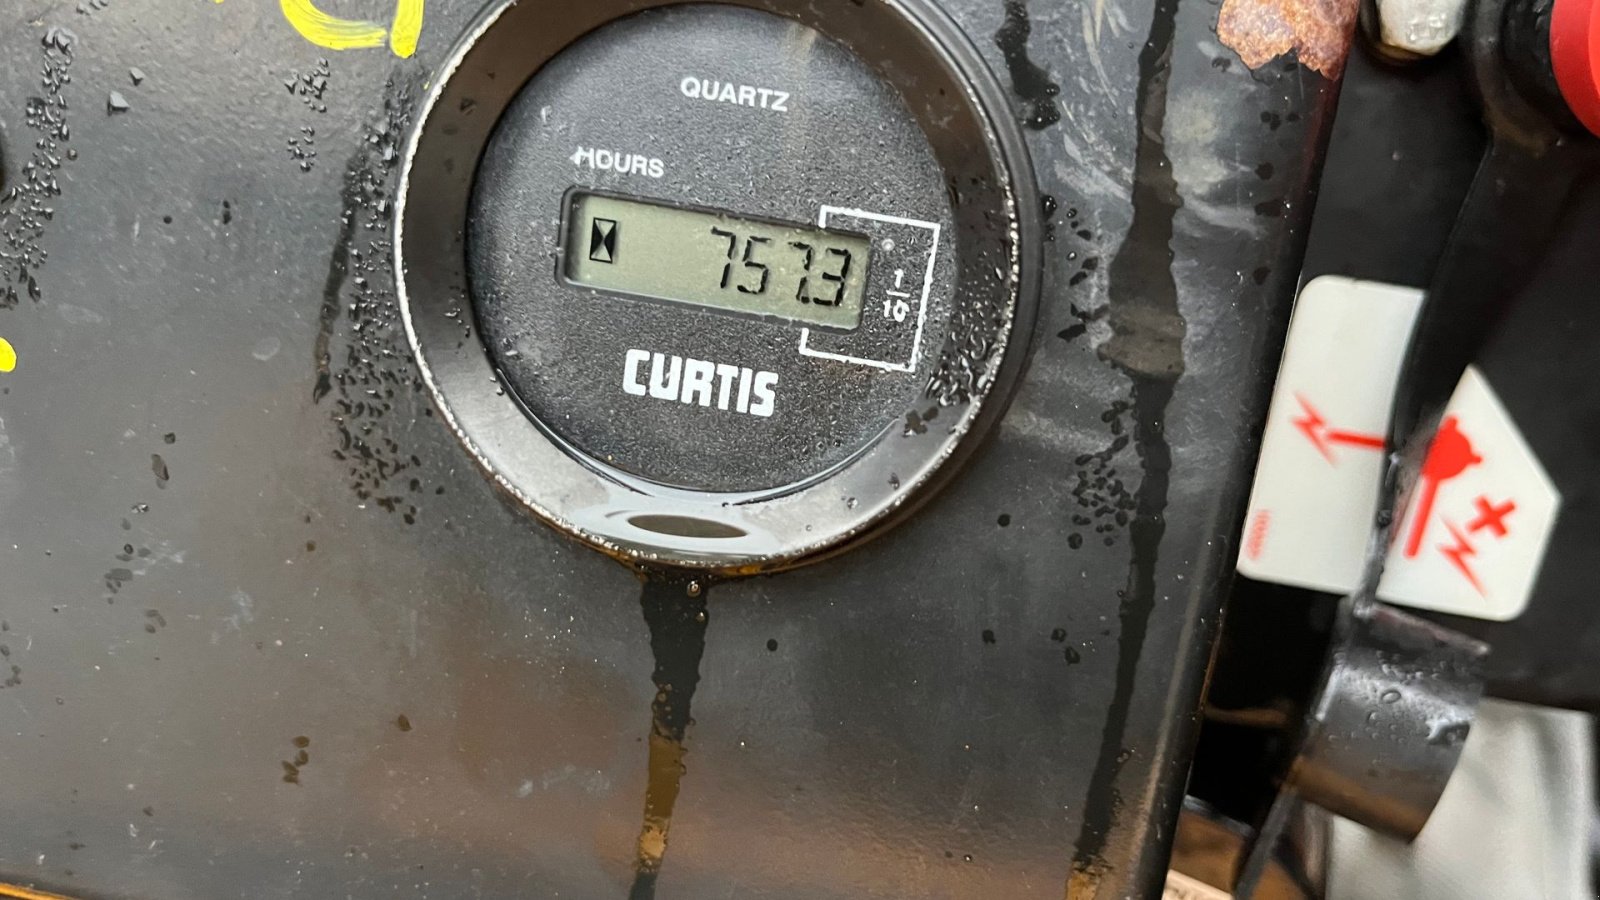 QUARTZ
HOURS
757.3
1
10
CURTIS